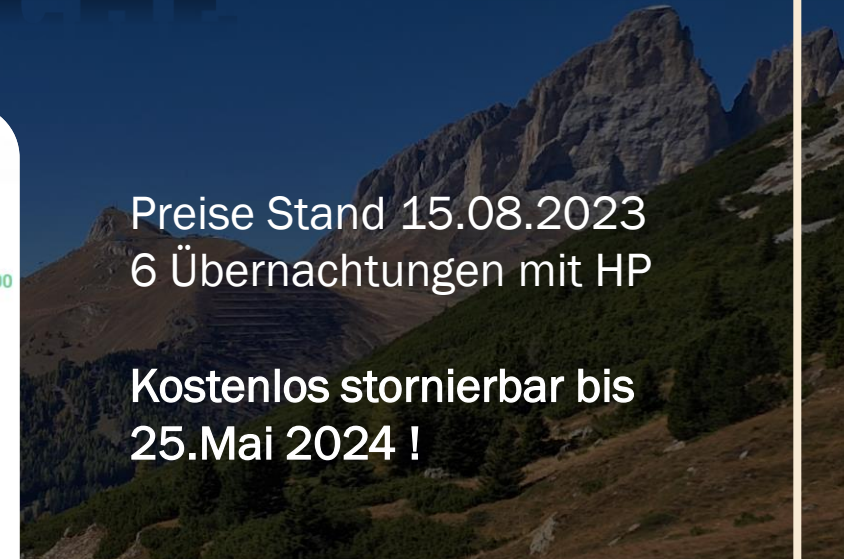 Preise Stand 15.08.2023
6 Übernachtungen mit HP
Kostenlos stornierbar bis
25.Mai 2024 !